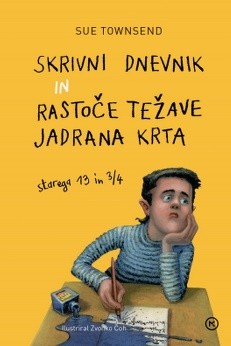 SUE TOWNSEND
SKRIVNI DNEVNIK
IN
RASTOČE TEŽAVE
JADRANA KRTA
starega 13 in 3/4
Ilustriral Zvonko Čoh